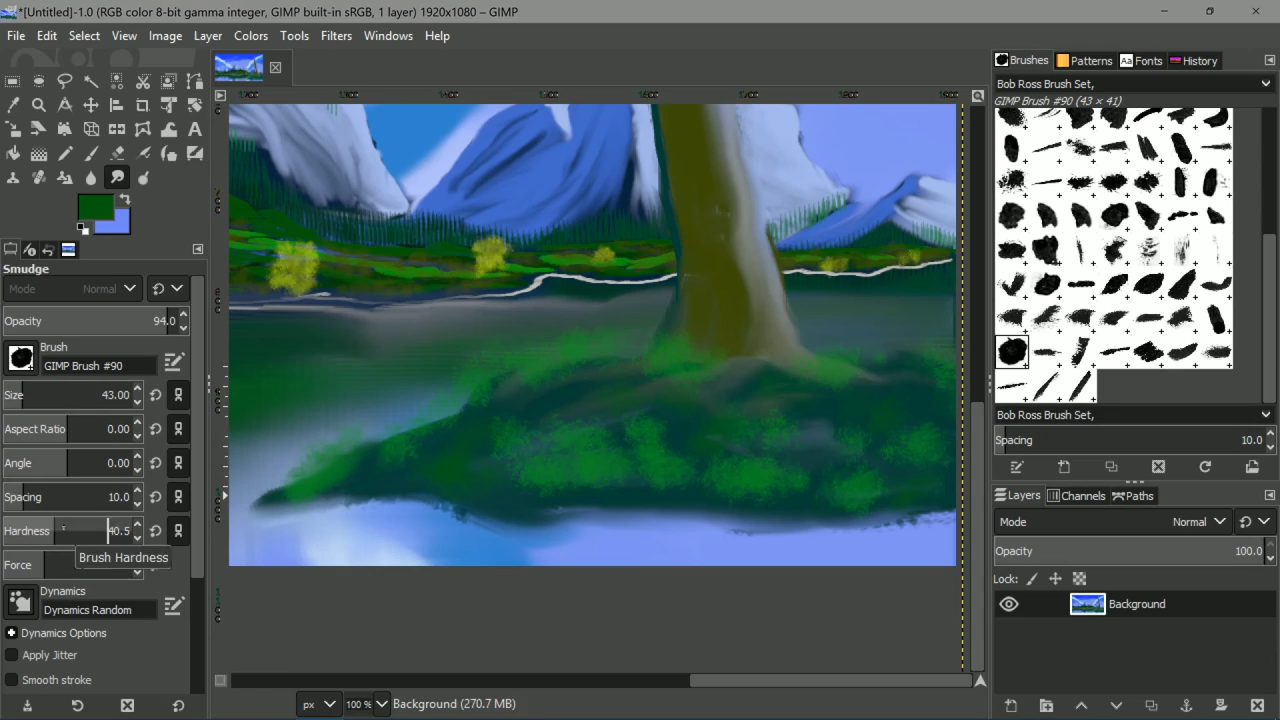 *[Untitled]-1.0 (RGB color 8-bit gamma integer, GIMP built-in sRGB, 1 layer) 1920x1080 – GIMP
File Edit Select View Image Layer Colors Tools Filters Windows Help
Brushes Patterns Aa Fonts History
Bob Ross Brush Set,
GIMP Brush #90 (43 × 41)
Smudge
Mode Normal
Opacity 94.0
Brush
GIMP Brush #90
Size 43.00
Aspect Ratio 0.00
Angle 0.00
Spacing 10.0
Hardness 40.5
Brush Hardness
Force
Dynamics
Dynamics Random
Dynamics Options
Apply Jitter
Smooth stroke
px 100 % Background (270.7 MB)
Bob Ross Brush Set,
Spacing 10.0
Layers Channels Paths
Mode Normal
Opacity 100.0
Lock:
Background